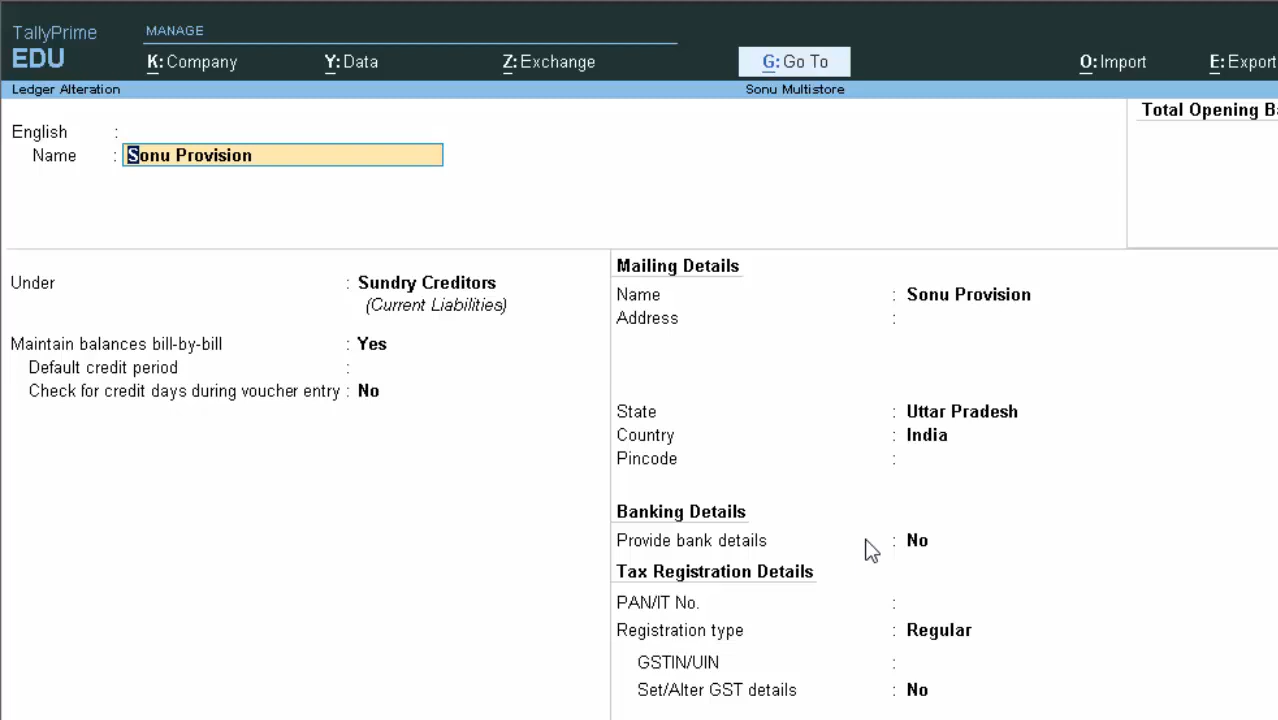 TallyPrime
EDU
MANAGE
K: Company
Y: Data
Z: Exchange
G: Go To
O: Import
E: Export
Ledger Alteration
Sonu Multistore
English :
Name : Sonu Provision
Total Opening Ba
Under : Sundry Creditors
(Current Liabilities)
Maintain balances bill-by-bill : Yes
Default credit period :
Check for credit days during voucher entry : No
Mailing Details
Name : Sonu Provision
Address :
State : Uttar Pradesh
Country : India
Pincode :
Banking Details
Provide bank details : No
Tax Registration Details
PAN/IT No. :
Registration type : Regular
GSTIN/UIN :
Set/Alter GST details : No